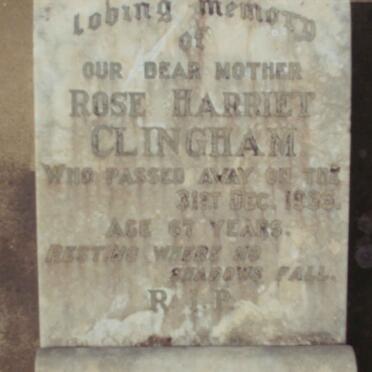 Loving memory
of
OUR DEAR MOTHER
ROSE HARRIET
CLINGHAM
WHO PASSED AWAY ON THE
31ST DEC.
AGE 67 YEARS.
RESTING WHERE NO
SHADOWS FALL.
R.I.P.